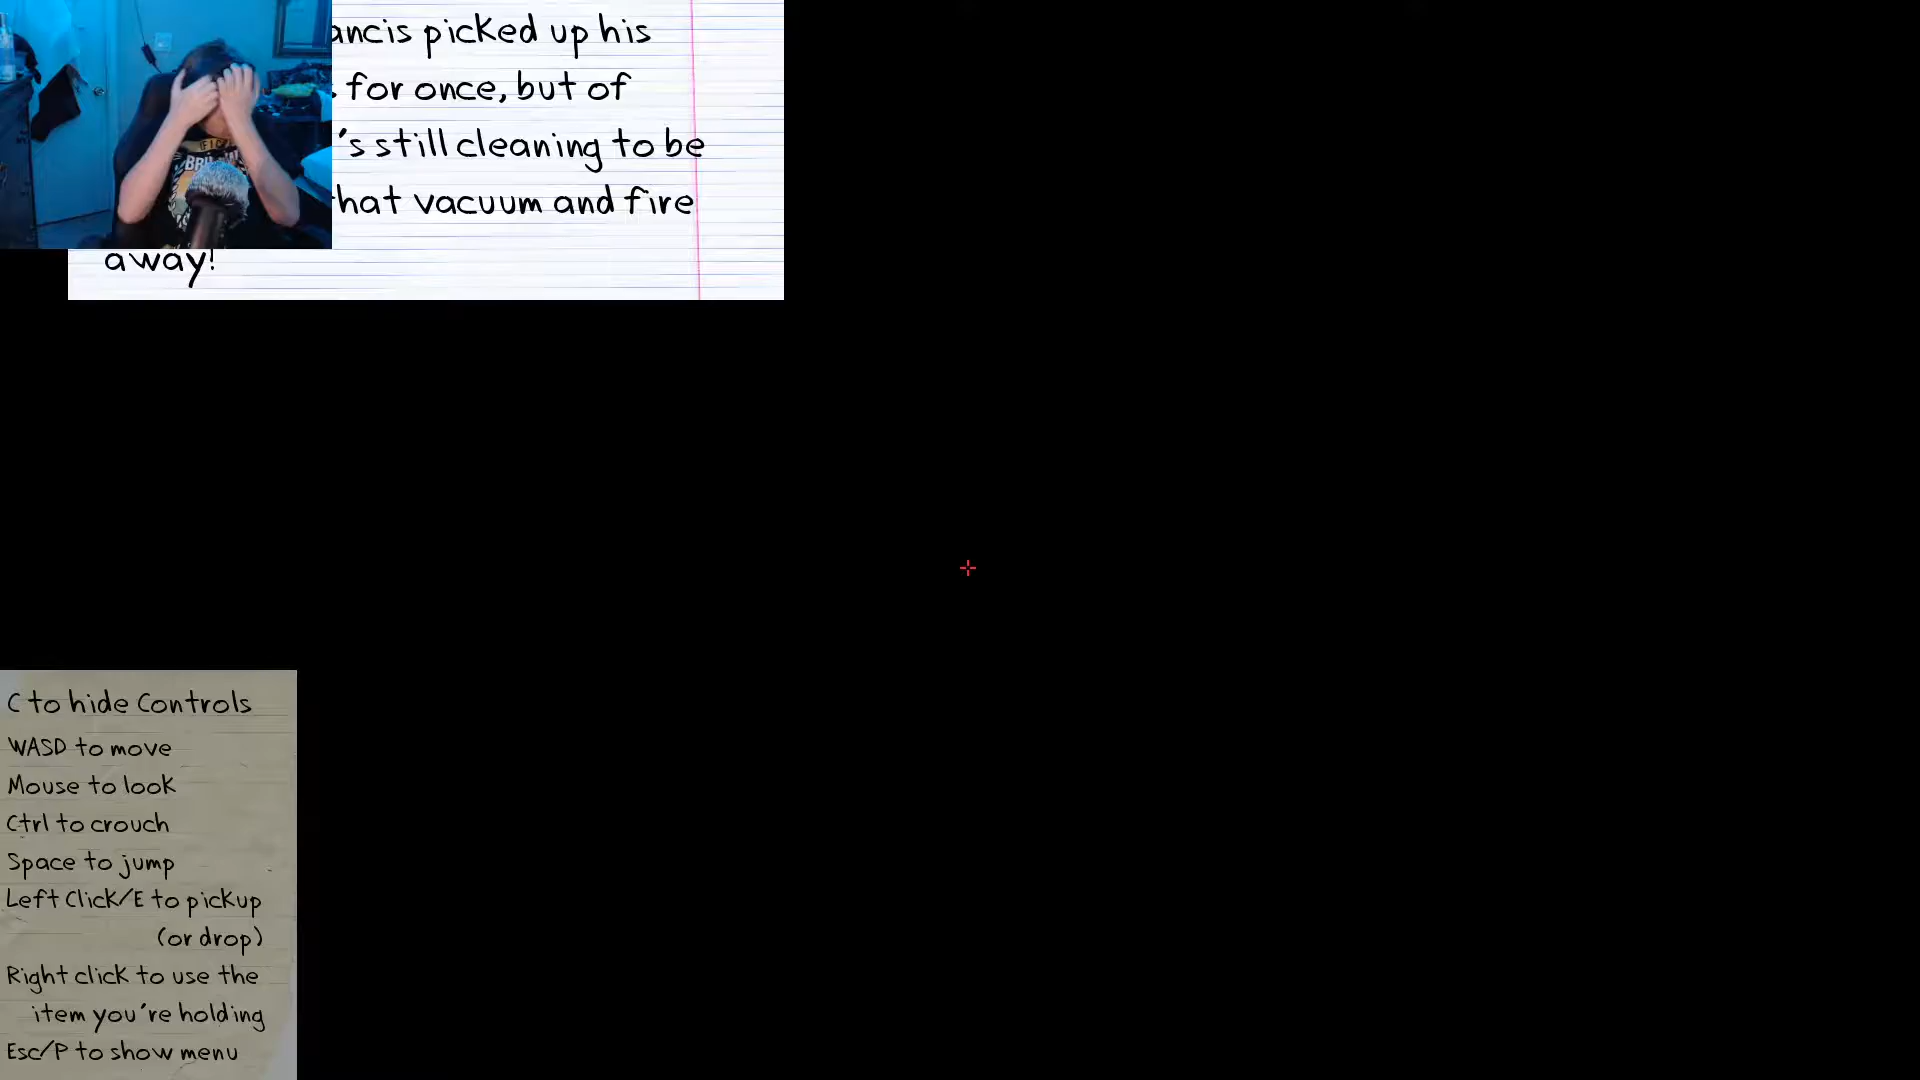 picked up his
for once, but of
's still cleaning to be
vacuum and fire
away!
C to hide Controls
WASD to move
Mouse to look
Ctrl to crouch
Space to jump
Left Click/E to pickup
(or drop)
Right click to use the
item you're holding
Esc/P to show menu